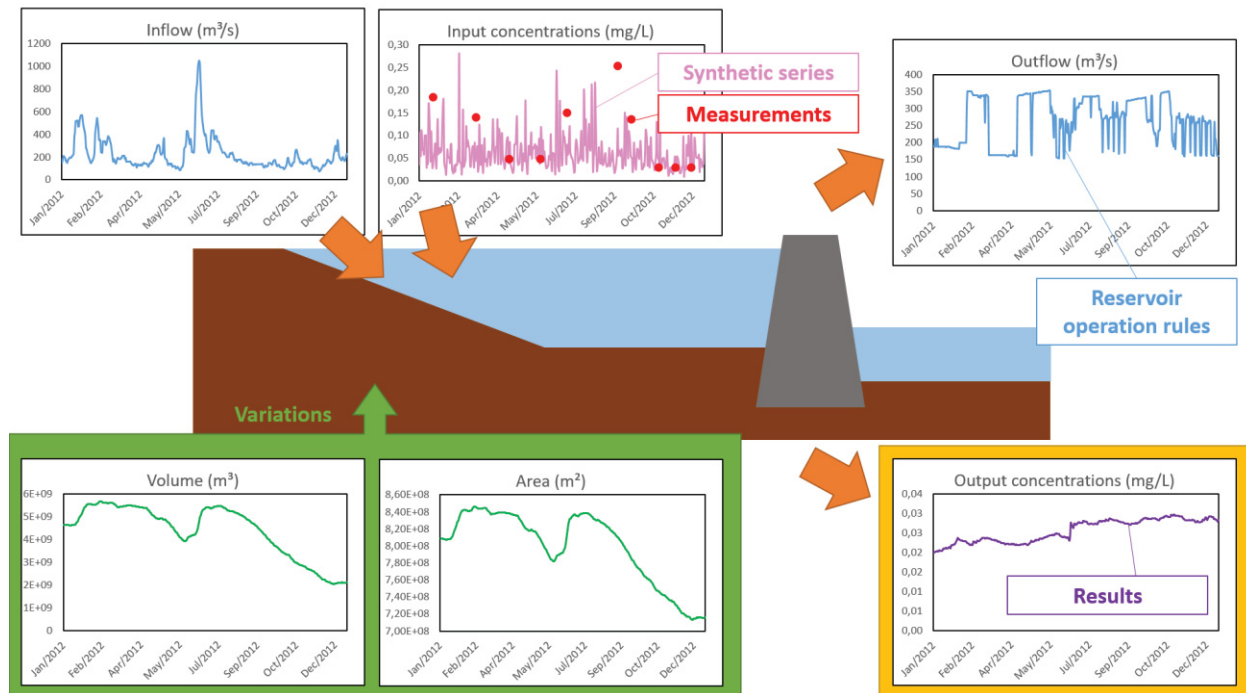 Inflow (m³/s)
1200
1000
800
600
400
200
0
Jan/2012
Feb/2012
Apr/2012
May/2012
Jul/2012
Sep/2012
Oct/2012
Dec/2012
Input concentrations (mg/L)
0,30
0,25
0,20
0,15
0,10
0,05
0,00
Jan/2012
Feb/2012
Apr/2012
May/2012
Jul/2012
Sep/2012
Oct/2012
Dec/2012
Synthetic series
Measurements
Outflow (m³/s)
400
350
300
250
200
150
100
50
0
Jan/2012
Feb/2012
Apr/2012
May/2012
Jul/2012
Sep/2012
Oct/2012
Dec/2012
Reservoir
operation rules
Variations
Volume (m³)
6E+09
5E+09
4E+09
3E+09
2E+09
1E+09
0
Jan/2012
Feb/2012
Apr/2012
May/2012
Jul/2012
Sep/2012
Oct/2012
Dec/2012
Area (m²)
8,60E+08
8,40E+08
8,20E+08
8,00E+08
7,80E+08
7,60E+08
7,40E+08
7,20E+08
7,00E+08
Jan/2012
Feb/2012
Apr/2012
May/2012
Jul/2012
Sep/2012
Oct/2012
Dec/2012
Output concentrations (mg/L)
0,04
0,03
0,03
0,02
0,02
0,01
0,01
0,00
Jan/2012
Feb/2012
Apr/2012
May/2012
Jul/2012
Sep/2012
Oct/2012
Dec/2012
Results